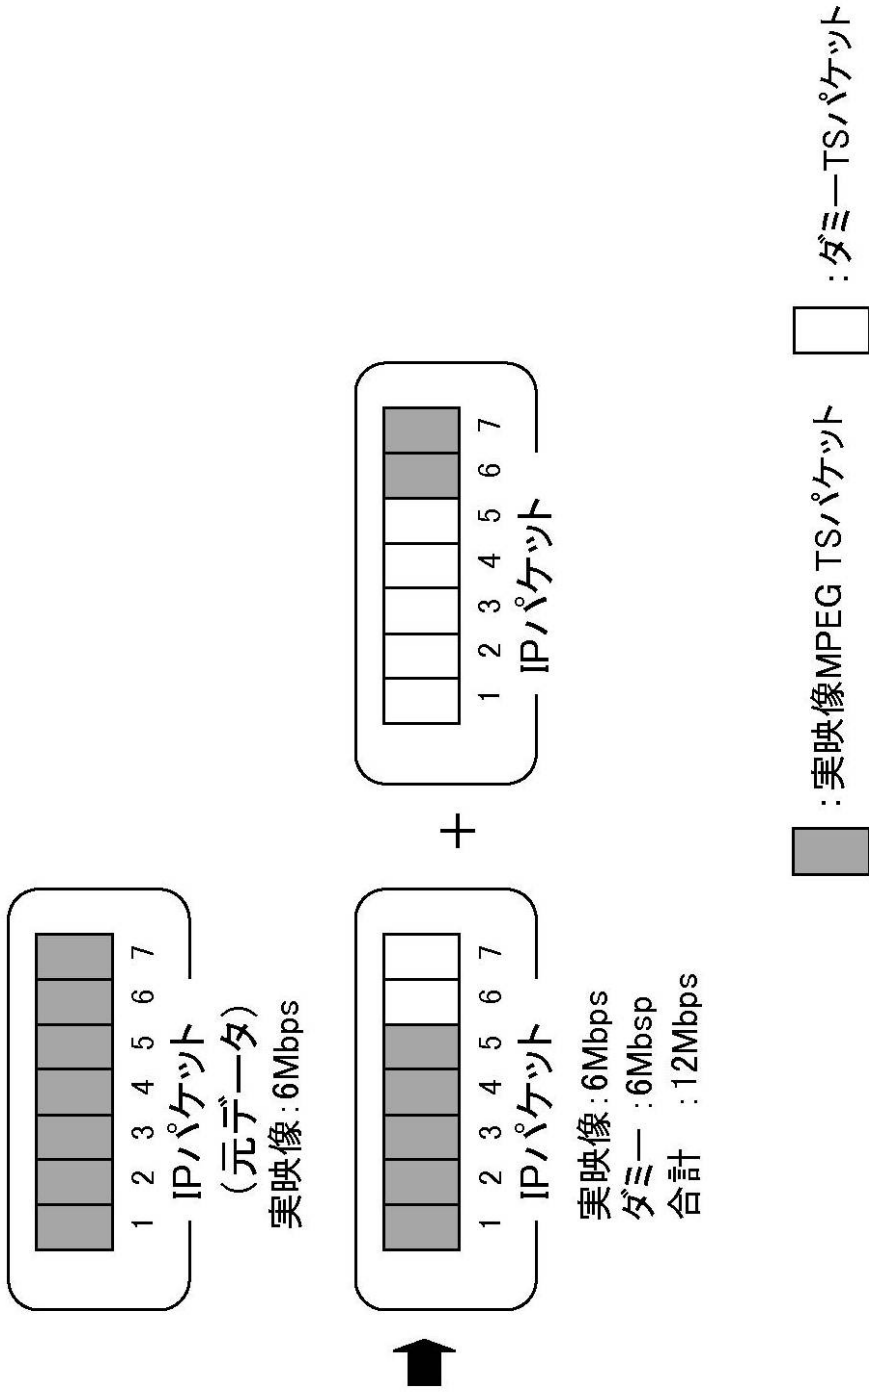 1 2 3 4 5 6 7
IPパケット
(元データ)
実映像:6Mbps
1 2 3 4 5 6 7
IPパケット
+
1 2 3 4 5 6 7
IPパケット
実映像:6Mbps
ダミー :6Mbsp
合計 :12Mbps
:実映像MPEG TSパケット
:ダミーTSパケット